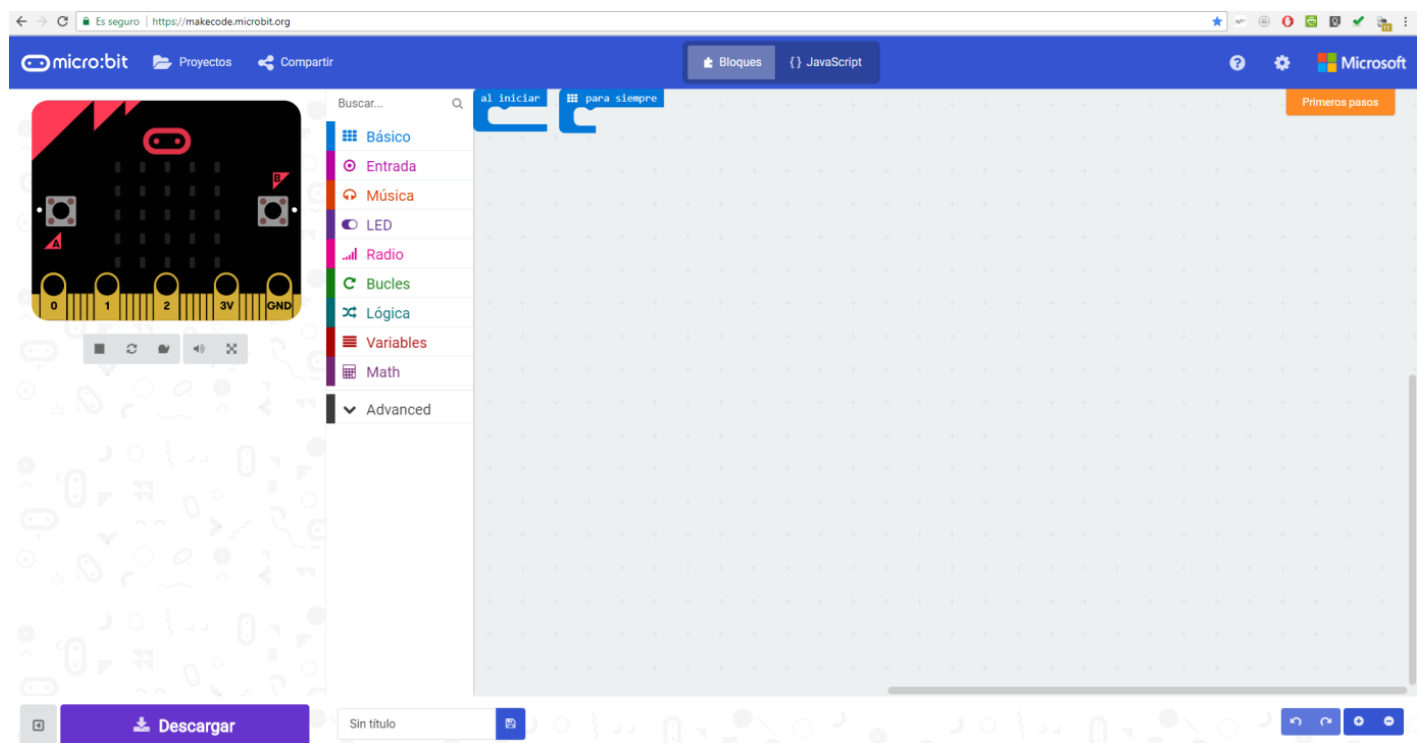 Es seguro | https://makecode.microbit.org
micro:bit Proyectos Compartir Bloques {} JavaScript Microsoft
Buscar...
al iniciar para siempre
Primeros pasos
Básico
Entrada
Música
LED
Radio
Bucles
Lógica
Variables
Math
Advanced
B
A
0 1 2 3V GND
Descargar
Sin título